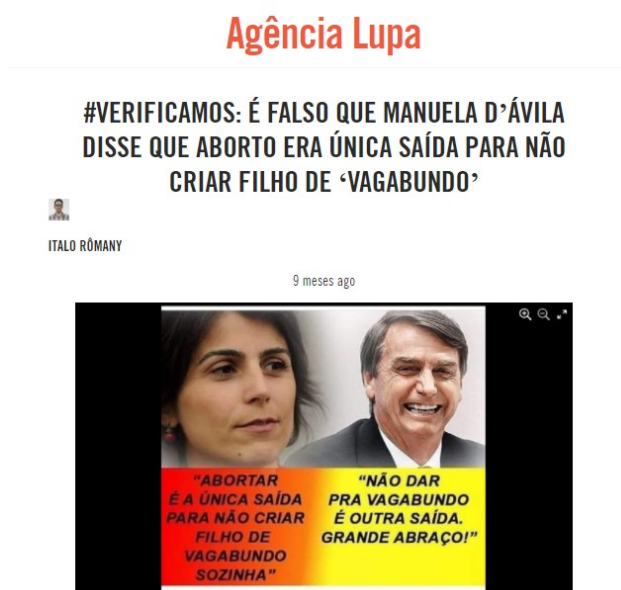 Agência Lupa
#VERIFICAMOS: É FALSO QUE MANUELA D’ÁVILA
DISSE QUE ABORTO ERA ÚNICA SAÍDA PARA NÃO
CRIAR FILHO DE ‘VAGABUNDO’
ITALO RÔMANY
9 meses ago
"ABORTAR
É A ÚNICA SAÍDA
PARA NÃO CRIAR
FILHO DE
VAGABUNDO
SOZINHA"
"NÃO DAR
PRA VAGABUNDO
É OUTRA SAÍDA.
GRANDE ABRAÇO!"